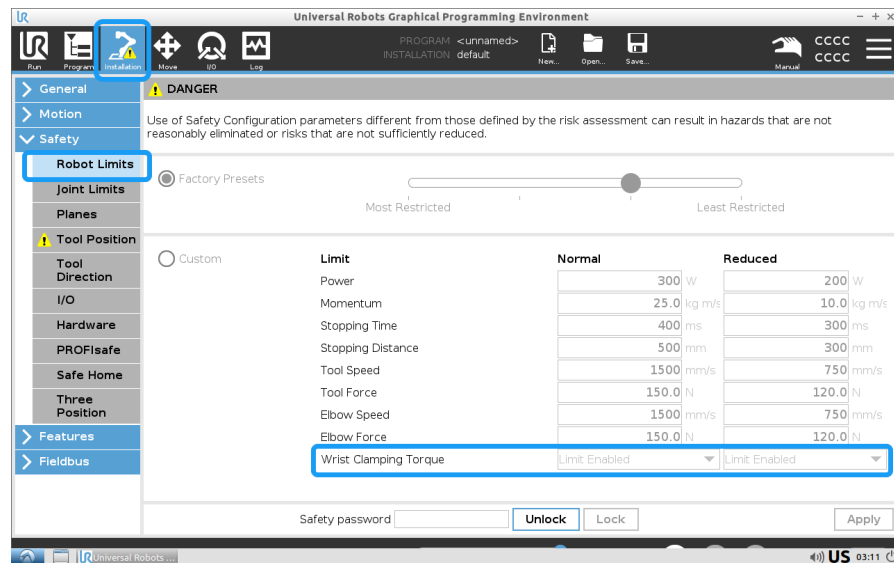 UR
Universal Robots Graphical Programming Environment
UR
Run
Program
Installation
Move
I/O
Log
PROGRAM <unnamed>
INSTALLATION default
New...
Open...
Save...
Manual
CCCC
CCCC
General
Motion
Safety
Robot Limits
Joint Limits
Planes
Tool Position
Tool
Direction
I/O
Hardware
PROFIsafe
Safe Home
Three
Position
Features
Fieldbus
DANGER
Use of Safety Configuration parameters different from those defined by the risk assessment can result in hazards that are not
reasonably eliminated or risks that are not sufficiently reduced.
Factory Presets
Most Restricted Least Restricted
Custom Limit Normal Reduced
Power 300 W 200 W
Momentum 25.0 kg m/s 10.0 kg m/s
Stopping Time 400 ms 300 ms
Stopping Distance 500 mm 300 mm
Tool Speed 1500 mm/s 750 mm/s
Tool Force 150.0 N 120.0 N
Elbow Speed 1500 mm/s 750 mm/s
Elbow Force 150.0 N 120.0 N
Wrist Clamping Torque Limit Enabled Limit Enabled
Safety password Unlock Lock Apply
UR Universal Robots ... US 03:11